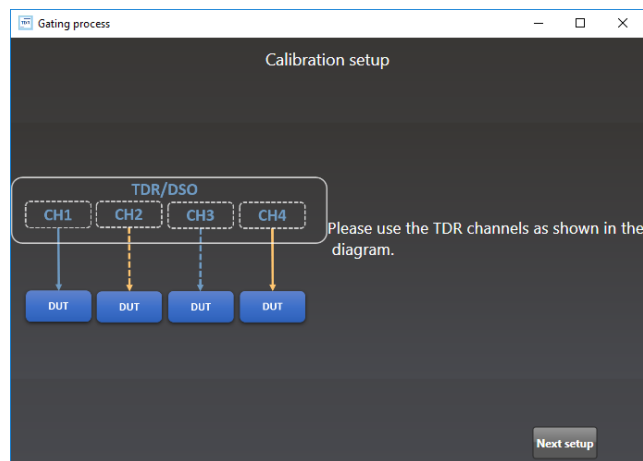 Gating process
Calibration setup
TDR/DSO
CH1 CH2 CH3 CH4
Please use the TDR channels as shown in the
diagram.
DUT DUT DUT DUT
Next setup